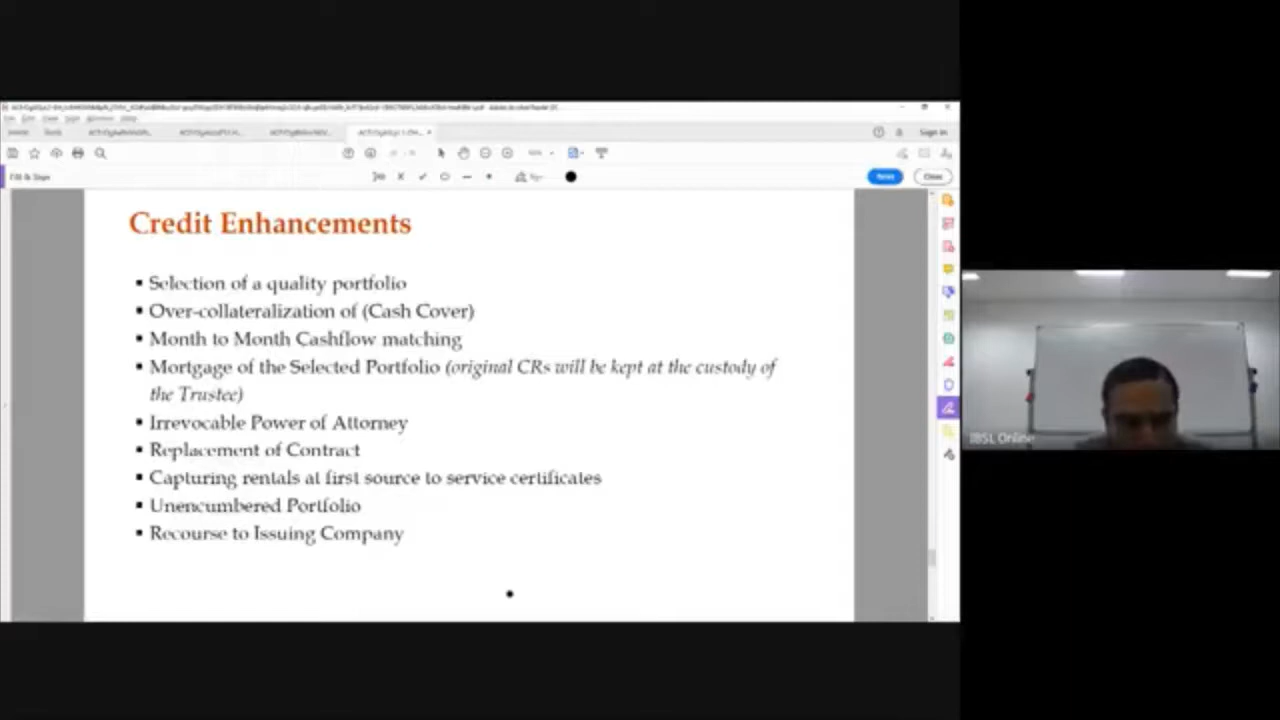 Sign In
Fill & Sign
Next
Close
Credit Enhancements
▪ Selection of a quality portfolio
▪ Over-collateralization of (Cash Cover)
▪ Month to Month Cashflow matching
▪ Mortgage of the Selected Portfolio (original CRs will be kept at the custody of
the Trustee)
▪ Irrevocable Power of Attorney
▪ Replacement of Contract
▪ Capturing rentals at first source to service certificates
▪ Unencumbered Portfolio
▪ Recourse to Issuing Company
IBSL Online